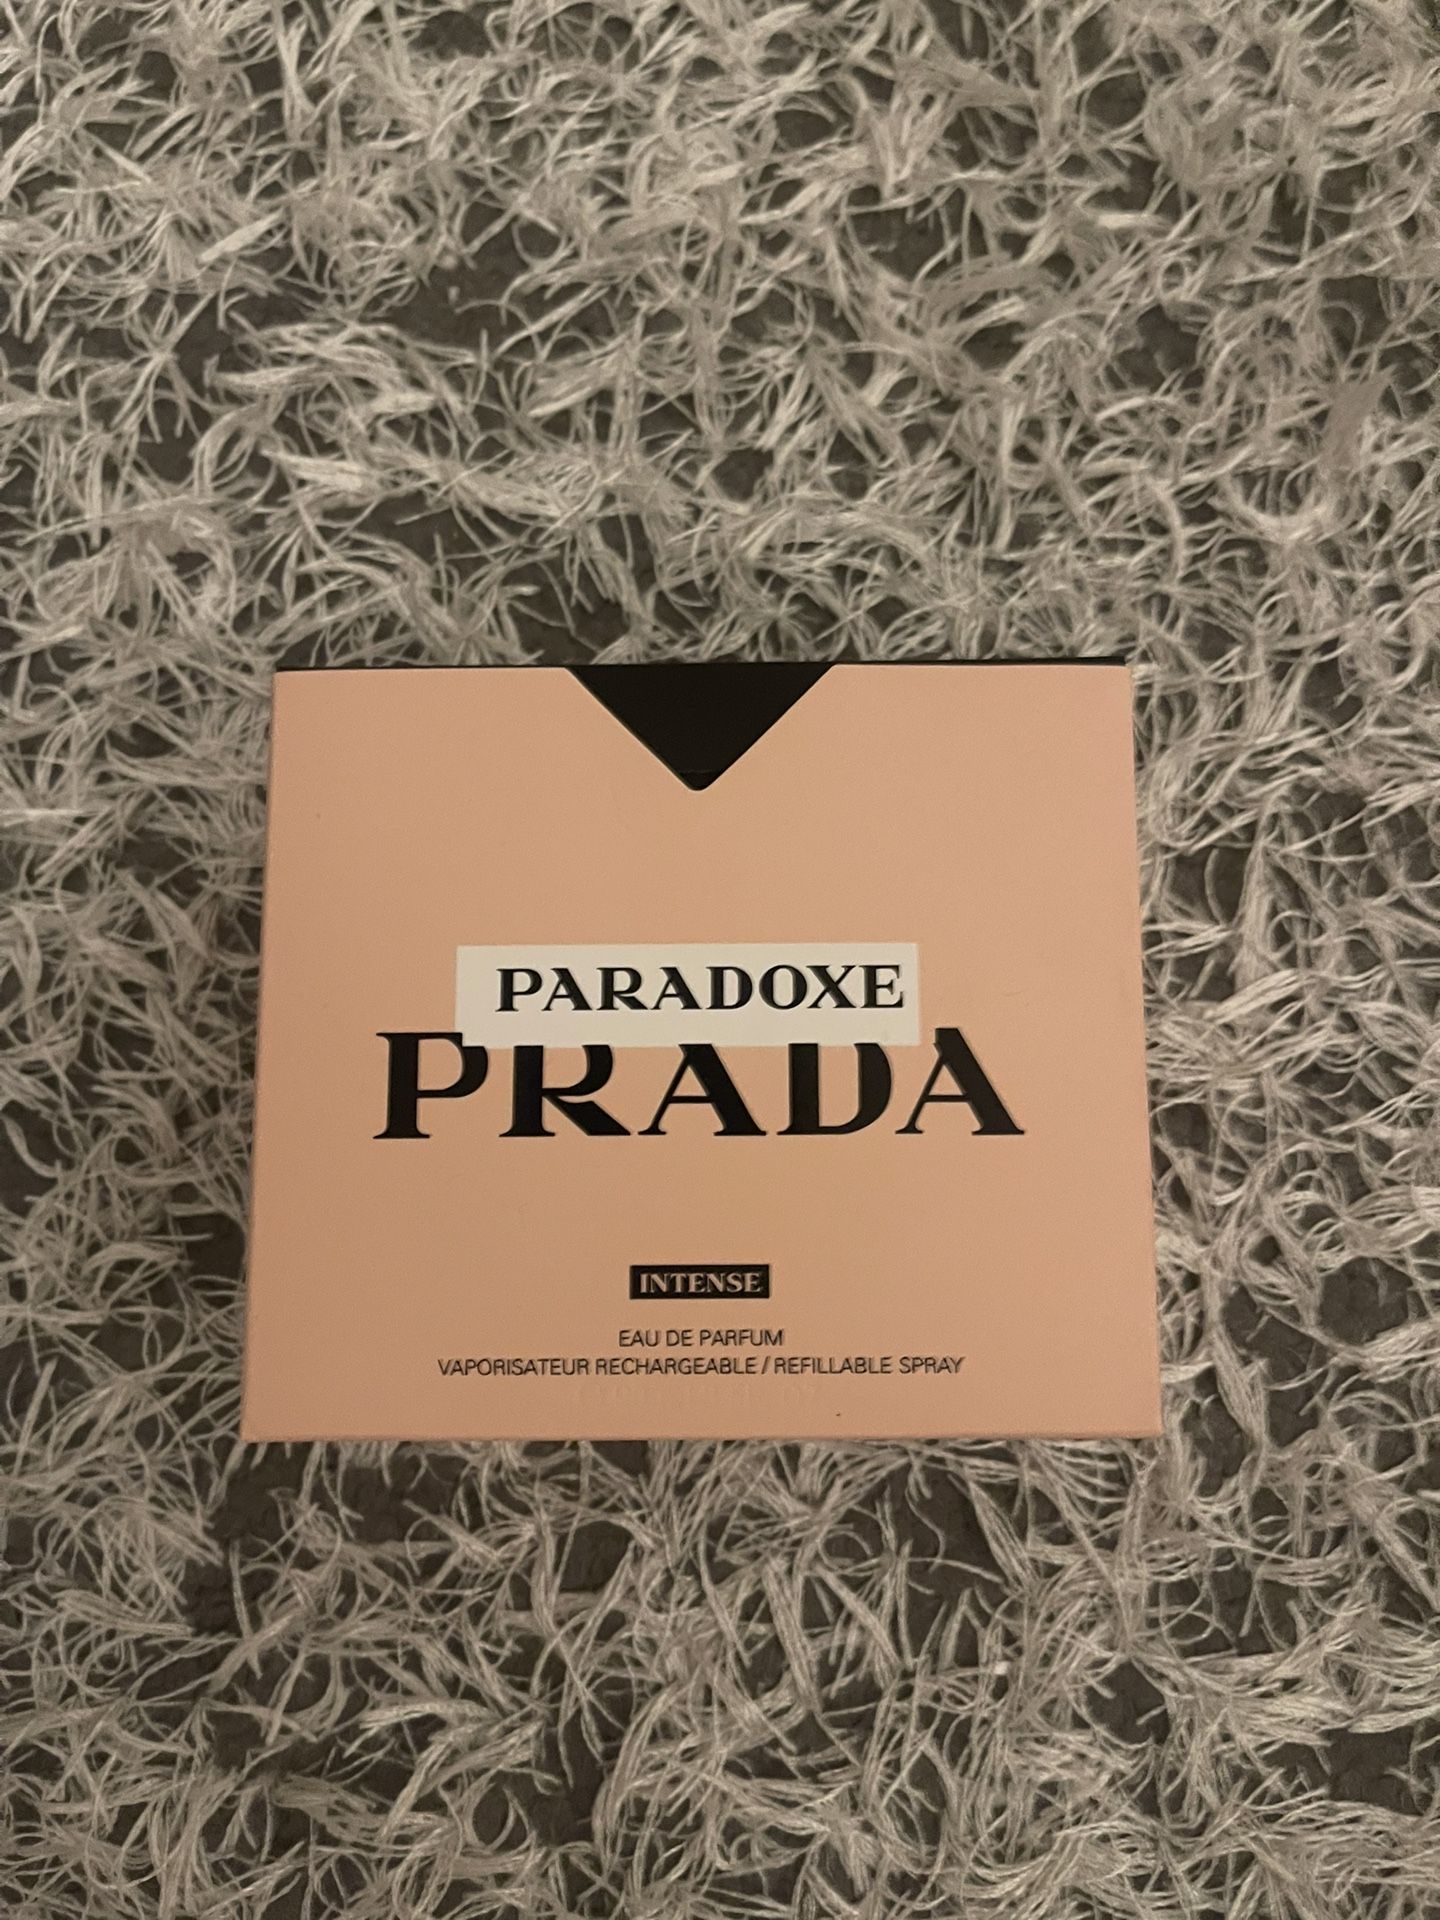 PARADOXE
PRADA
INTENSE
EAU DE PARFUM
VAPORISATEUR RECHARGEABLE / REFILLABLE SPRAY